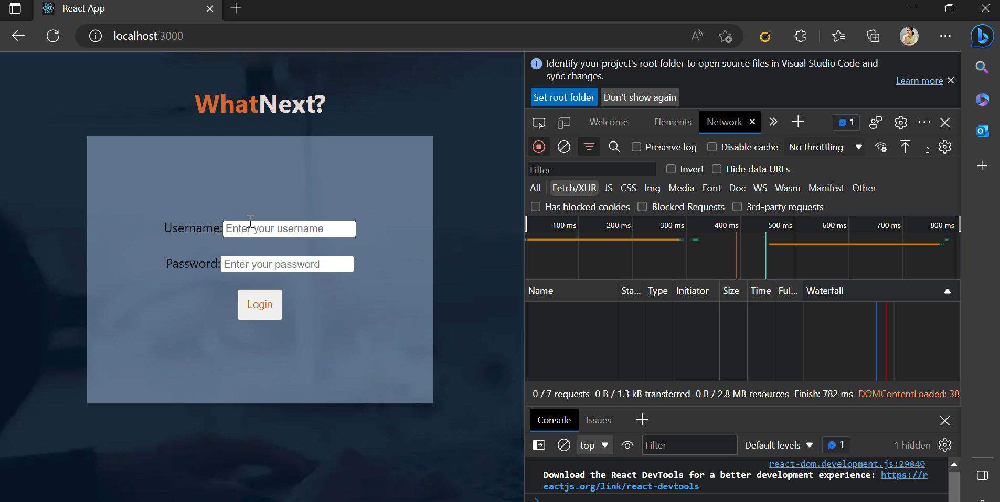 React App
localhost:3000
WhatNext?
Username: Enter your username
Password: Enter your password
Login
Identify your project's root folder to open source files in Visual Studio Code and
sync changes.
Learn more
Set root folder Don't show again
Welcome Elements Network 1
Preserve log Disable cache No throttling
Filter Invert Hide data URLs
All Fetch/XHR JS CSS Img Media Font Doc WS Wasm Manifest Other
Has blocked cookies Blocked Requests 3rd-party requests
100 ms 200 ms 300 ms 400 ms 500 ms 600 ms 700 ms 800 ms
Name Sta... Type Initiator Size Time Ful... Waterfall
0 / 7 requests 0 B / 1.3 kB transferred 0 B / 2.8 MB resources Finish: 782 ms DOMContentLoaded: 38
Console Issues
top Filter Default levels 1 1 hidden
react-dom.development.js:29840
Download the React DevTools for a better development experience: https://r
eactjs.org/link/react-devtools